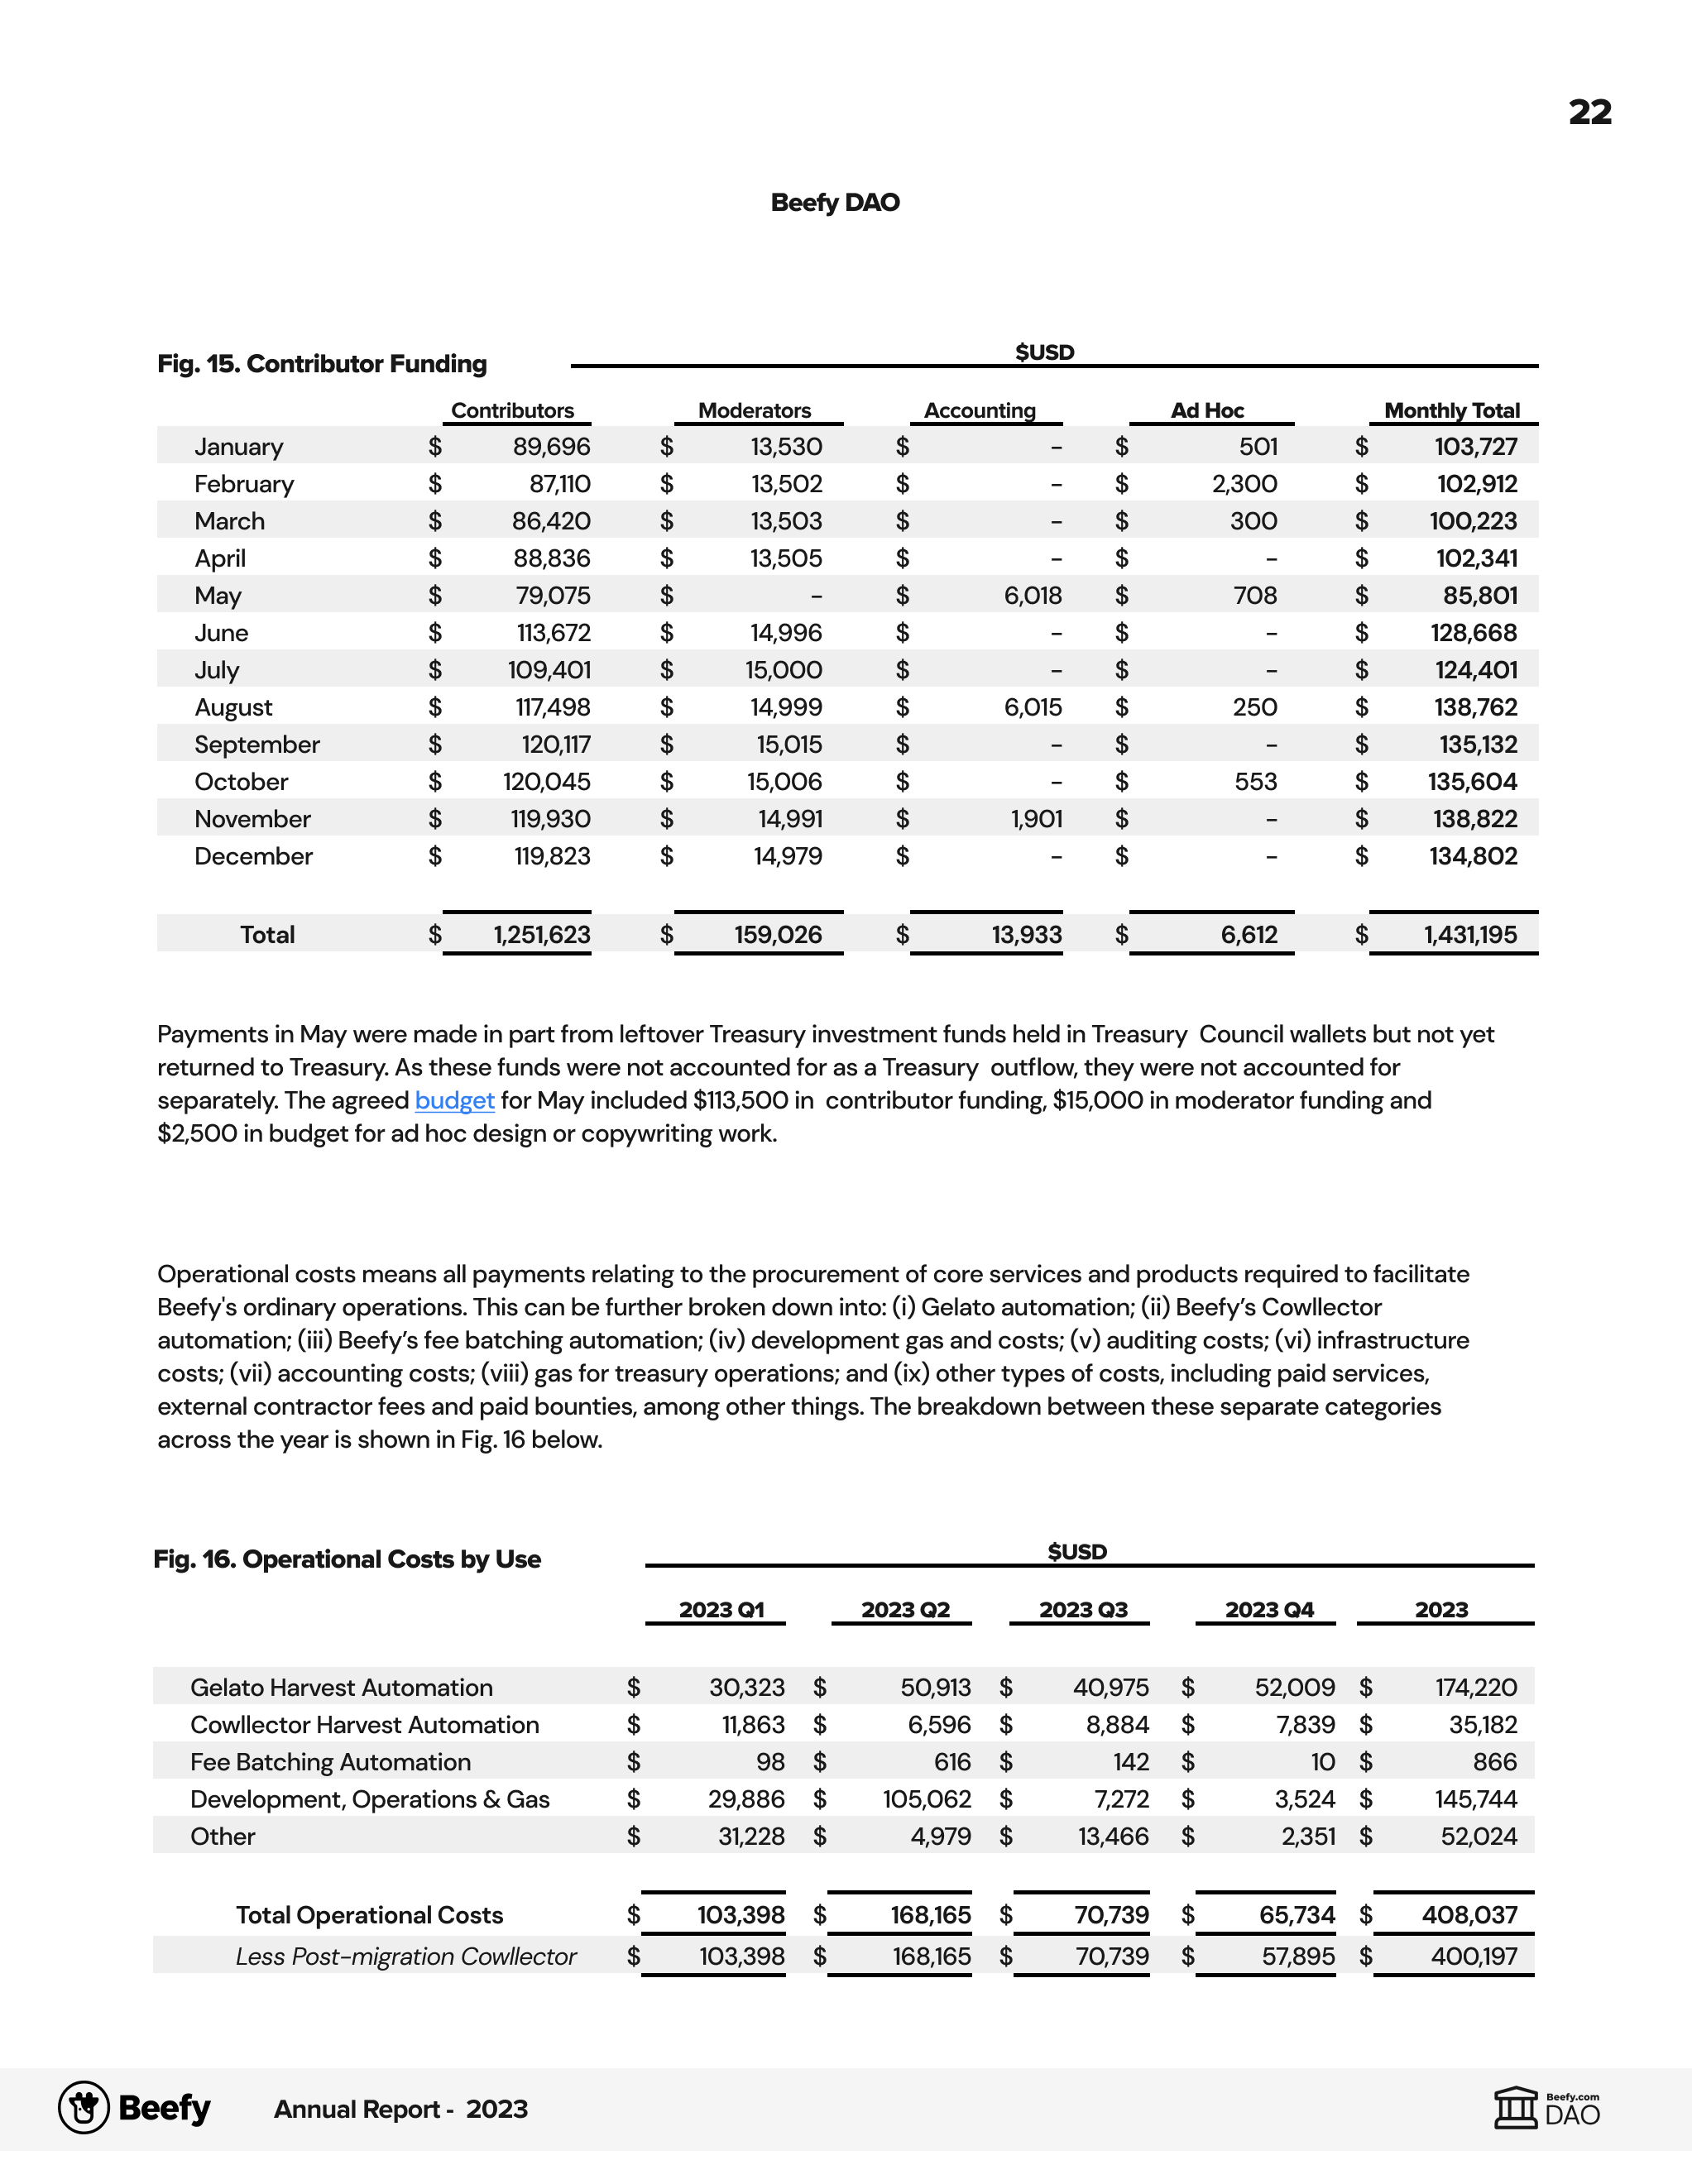 22
Beefy DAO
Fig. 15. Contributor Funding
$USD
Contributors Moderators Accounting Ad Hoc Monthly Total
January $ 89,696 $ 13,530 $ – $ 501 $ 103,727
February $ 87,110 $ 13,502 $ – $ 2,300 $ 102,912
March $ 86,420 $ 13,503 $ – $ 300 $ 100,223
April $ 88,836 $ 13,505 $ – $ – $ 102,341
May $ 79,075 $ – $ 6,018 $ 708 $ 85,801
June $ 113,672 $ 14,996 $ – $ – $ 128,668
July $ 109,401 $ 15,000 $ – $ – $ 124,401
August $ 117,498 $ 14,999 $ 6,015 $ 250 $ 138,762
September $ 120,117 $ 15,015 $ – $ – $ 135,132
October $ 120,045 $ 15,006 $ – $ 553 $ 135,604
November $ 119,930 $ 14,991 $ 1,901 $ – $ 138,822
December $ 119,823 $ 14,979 $ – $ – $ 134,802
Total $ 1,251,623 $ 159,026 $ 13,933 $ 6,612 $ 1,431,195
Payments in May were made in part from leftover Treasury investment funds held in Treasury Council wallets but not yet
returned to Treasury. As these funds were not accounted for as a Treasury outflow, they were not accounted for
separately. The agreed budget for May included $113,500 in contributor funding, $15,000 in moderator funding and
$2,500 in budget for ad hoc design or copywriting work.
Operational costs means all payments relating to the procurement of core services and products required to facilitate
Beefy's ordinary operations. This can be further broken down into: (i) Gelato automation; (ii) Beefy’s Cowllector
automation; (iii) Beefy’s fee batching automation; (iv) development gas and costs; (v) auditing costs; (vi) infrastructure
costs; (vii) accounting costs; (viii) gas for treasury operations; and (ix) other types of costs, including paid services,
external contractor fees and paid bounties, among other things. The breakdown between these separate categories
across the year is shown in Fig. 16 below.
Fig. 16. Operational Costs by Use
$USD
2023 Q1 2023 Q2 2023 Q3 2023 Q4 2023
Gelato Harvest Automation $ 30,323 $ 50,913 $ 40,975 $ 52,009 $ 174,220
Cowllector Harvest Automation $ 11,863 $ 6,596 $ 8,884 $ 7,839 $ 35,182
Fee Batching Automation $ 98 $ 616 $ 142 $ 10 $ 866
Development, Operations & Gas $ 29,886 $ 105,062 $ 7,272 $ 3,524 $ 145,744
Other $ 31,228 $ 4,979 $ 13,466 $ 2,351 $ 52,024
Total Operational Costs $ 103,398 $ 168,165 $ 70,739 $ 65,734 $ 408,037
Less Post-migration Cowllector $ 103,398 $ 168,165 $ 70,739 $ 57,895 $ 400,197
Beefy Annual Report - 2023
Beefy.com
DAO